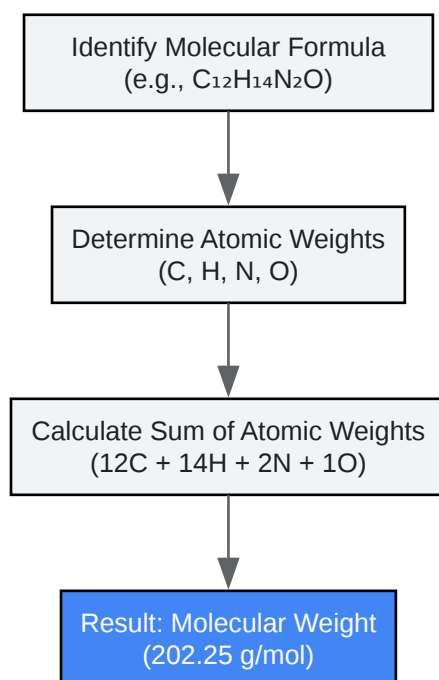 Identify Molecular Formula
(e.g., C₁₂H₁₄N₂O)
Determine Atomic Weights
(C, H, N, O)
Calculate Sum of Atomic Weights
(12C + 14H + 2N + 1O)
Result: Molecular Weight
(202.25 g/mol)